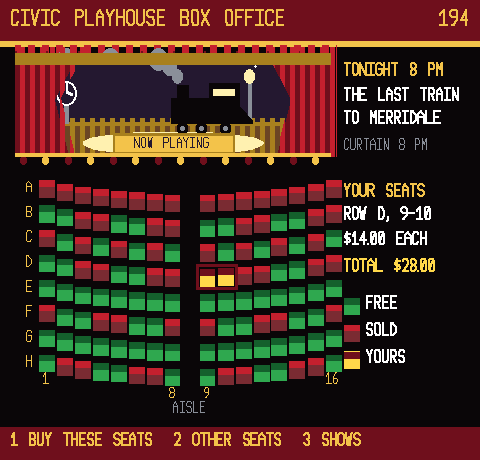 CIVIC PLAYHOUSE BOX OFFICE 194
TONIGHT 8 PM
THE LAST TRAIN
TO MERRIDALE
CURTAIN 8 PM
NOW PLAYING
A
B
C
D
E
F
G
H
1 8 9 16
AISLE
YOUR SEATS
ROW D, 9-10
$14.00 EACH
TOTAL $28.00
FREE
SOLD
YOURS
1 BUY THESE SEATS 2 OTHER SEATS 3 SHOWS